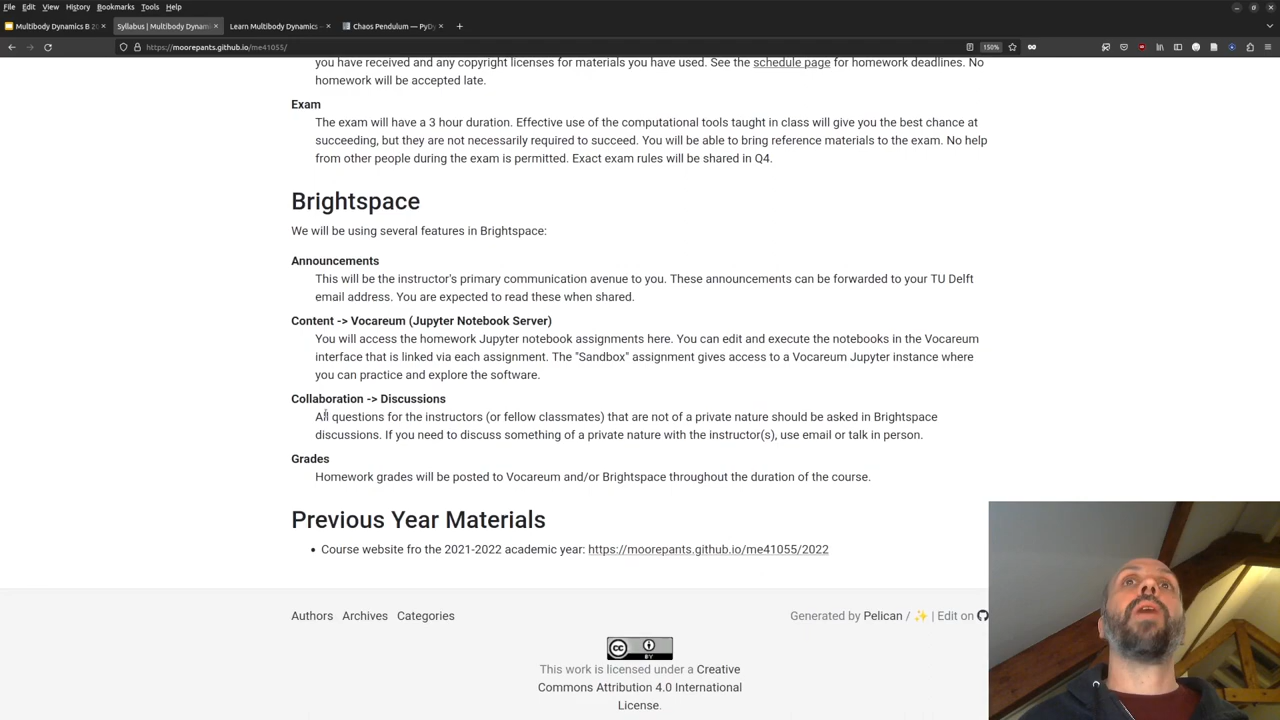 File Edit View History Bookmarks Tools Help
Multibody Dynamics B 20 × Syllabus | Multibody Dynami × Learn Multibody Dynamics — × Chaos Pendulum — PyDy × +
https://moorepants.github.io/me41055/ 150%
you have received and any copyright licenses for materials you have used. See the schedule page for homework deadlines. No
homework will be accepted late.
Exam
The exam will have a 3 hour duration. Effective use of the computational tools taught in class will give you the best chance at
succeeding, but they are not necessarily required to succeed. You will be able to bring reference materials to the exam. No help
from other people during the exam is permitted. Exact exam rules will be shared in Q4.
Brightspace
We will be using several features in Brightspace:
Announcements
This will be the instructor's primary communication avenue to you. These announcements can be forwarded to your TU Delft
email address. You are expected to read these when shared.
Content -> Vocareum (Jupyter Notebook Server)
You will access the homework Jupyter notebook assignments here. You can edit and execute the notebooks in the Vocareum
interface that is linked via each assignment. The "Sandbox" assignment gives access to a Vocareum Jupyter instance where
you can practice and explore the software.
Collaboration -> Discussions
All questions for the instructors (or fellow classmates) that are not of a private nature should be asked in Brightspace
discussions. If you need to discuss something of a private nature with the instructor(s), use email or talk in person.
Grades
Homework grades will be posted to Vocareum and/or Brightspace throughout the duration of the course.
Previous Year Materials
• Course website fro the 2021-2022 academic year: https://moorepants.github.io/me41055/2022
Authors Archives Categories Generated by Pelican / ✨ | Edit on
cc BY
This work is licensed under a Creative
Commons Attribution 4.0 International
License.